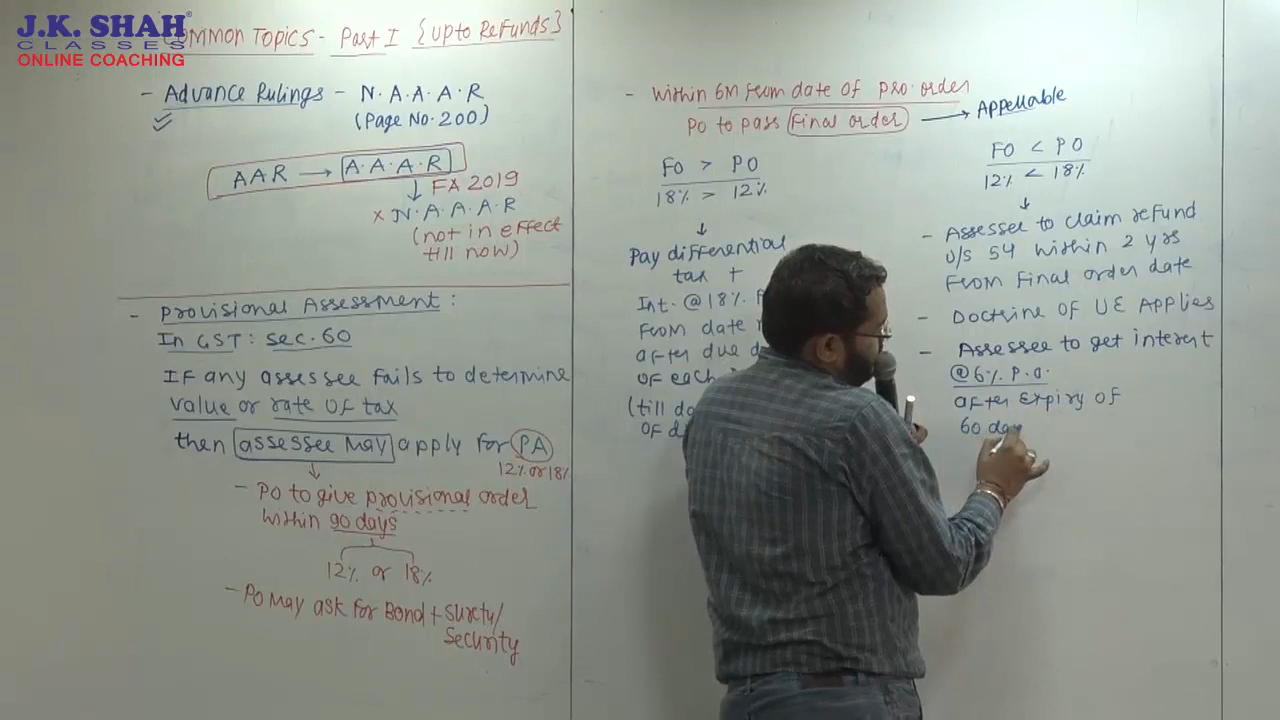 J.K. SHAH
CLASSES
ONLINE COACHING
COMMON TOPICS - Part I {UPto Refunds}
- Advance Rulings - N.A.A.A.R
(Page No. 200)
AAR → A.A.A.R
↓ FA 2019
x N.A.A.A.R
(not in effect
till now)
- Provisional Assessment:
In GST: sec. 60
If any assessee fails to determine
value or rate of tax
then assessee may apply for PA
12% or 18%
- PO to give provisional order
within 90 days
12% or 18%
- PO may ask for Bond + surety/
security
- Within 6M from date of pro. order
PO to pass final order → Appellable
FO > PO
18% > 12%
↓
Pay differential
tax +
Int. @ 18%
from date
after due
of each
(till da
of d
FO < PO
12% < 18%
↓
- Assessee to claim refund
u/s 54 within 2 yrs
from final order date
- Doctrine of UE Applies
- Assessee to get interest
@6% P.a.
after expiry of
60 day